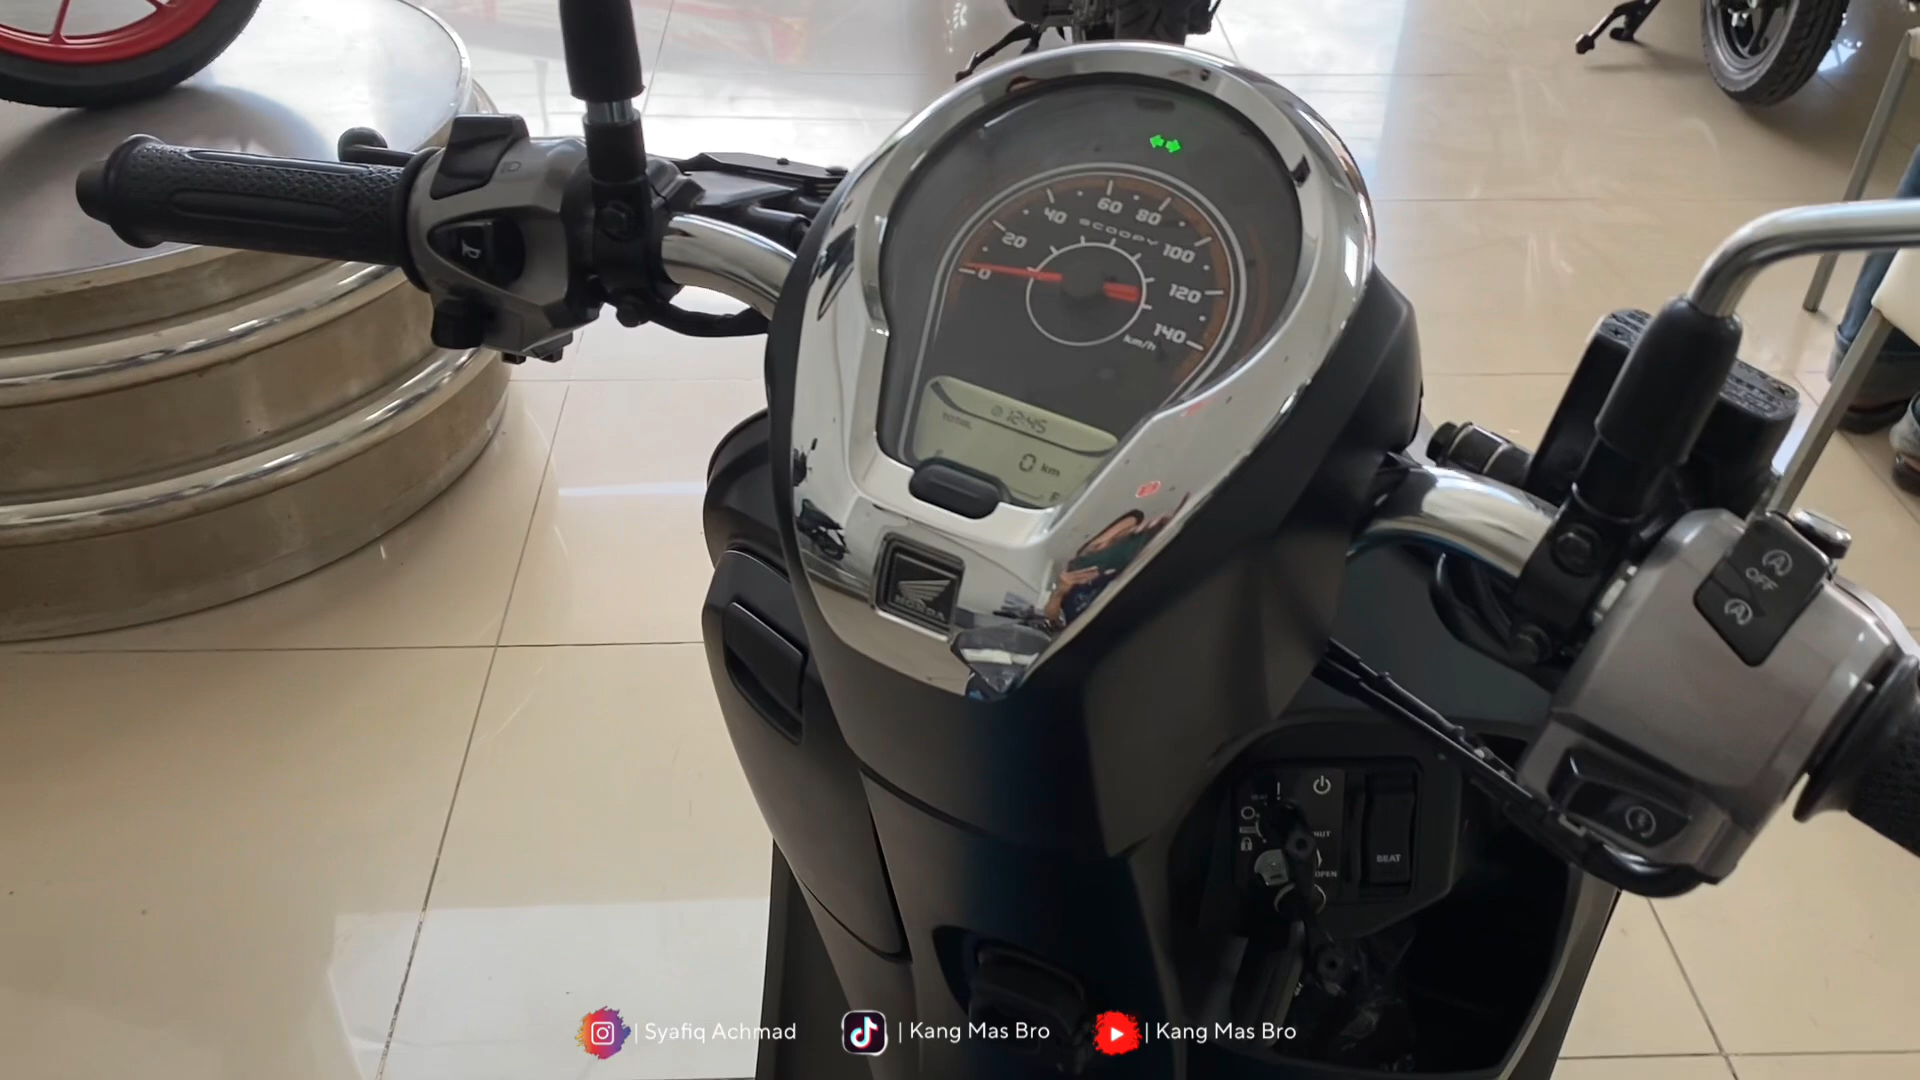 20
40
60
80
SCOOPY
100
120
140
km/h
0
12:45
TOTAL
0 km
F
HONDA
OFF
OPEN
SEAT
| Syafiq Achmad
| Kang Mas Bro
| Kang Mas Bro